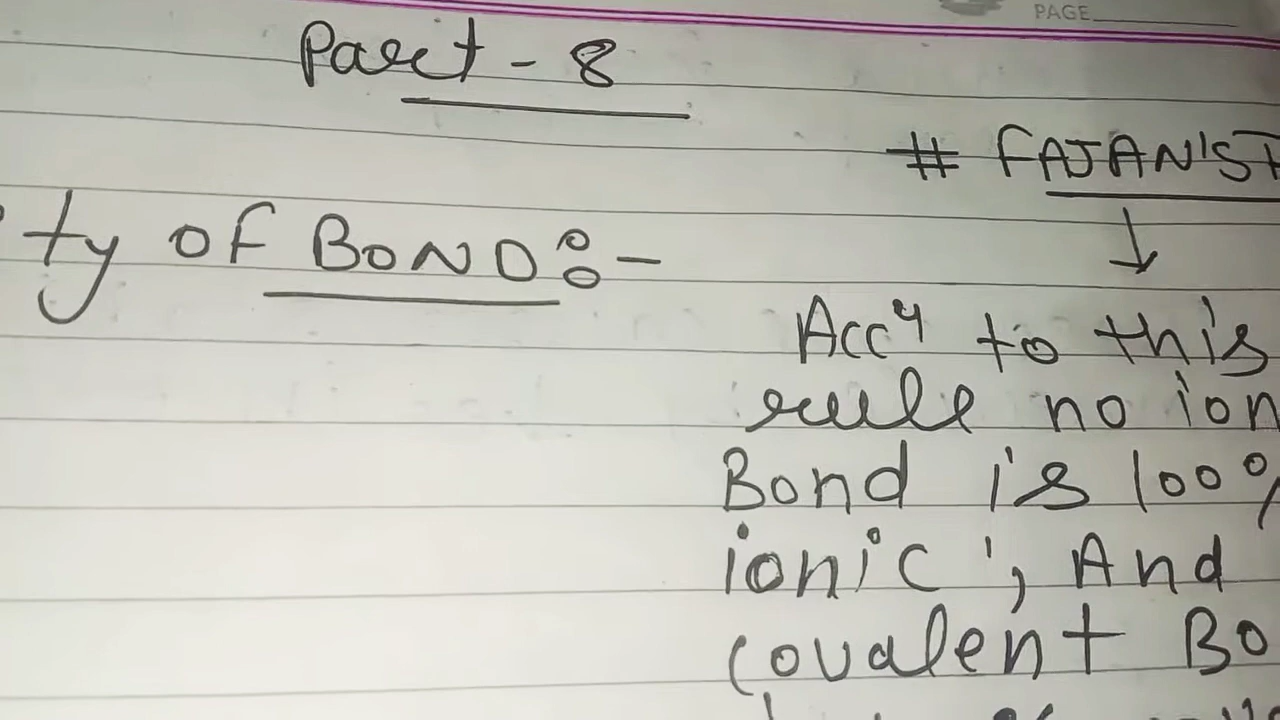 PAGE
Part - 8
# FAJAN'S
ty of BOND:-
Acc4 to this
rule no ion
Bond is 100%
ionic', And
covalent Bo